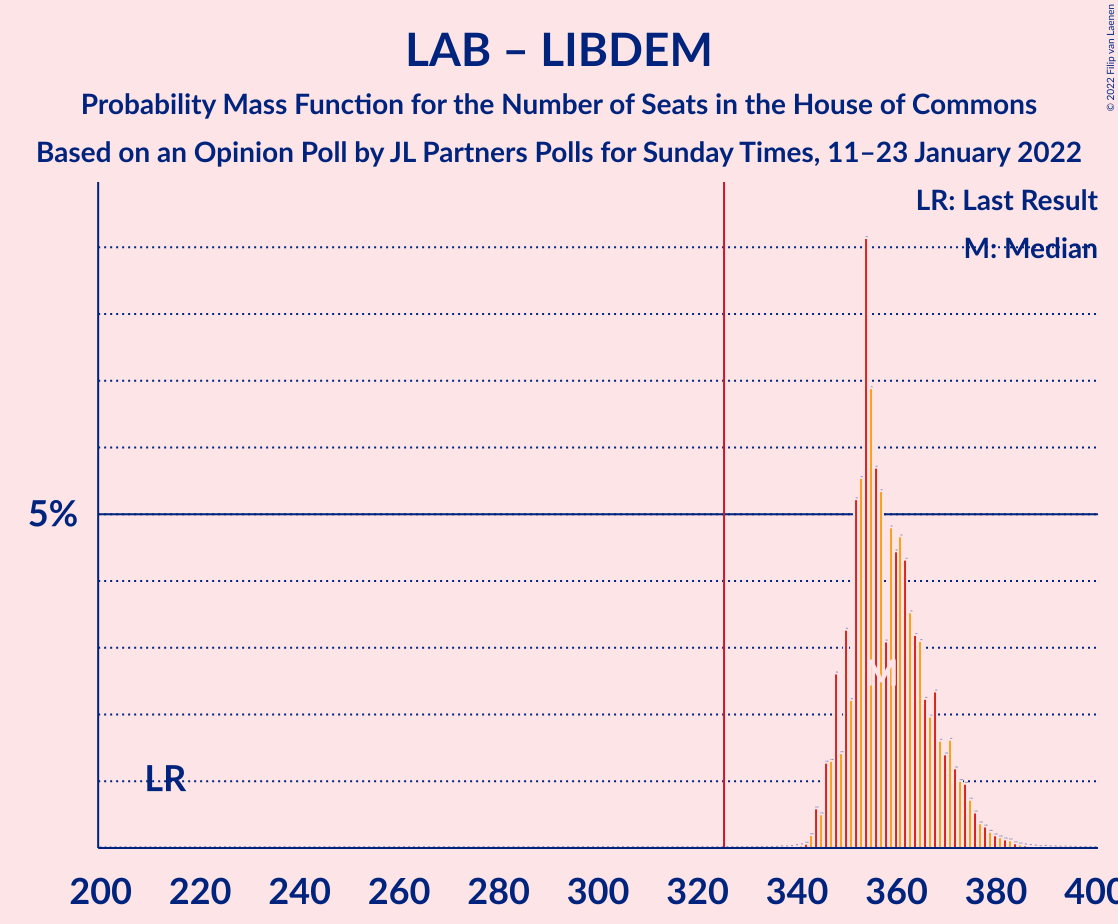 LAB – LIBDEM
Probability Mass Function for the Number of Seats in the House of Commons
Based on an Opinion Poll by JL Partners Polls for Sunday Times, 11–23 January 2022
© 2022 Filip van Laenen
LR: Last Result
M: Median
5%
M
LR
200 220 240 260 280 300 320 340 360 380 400